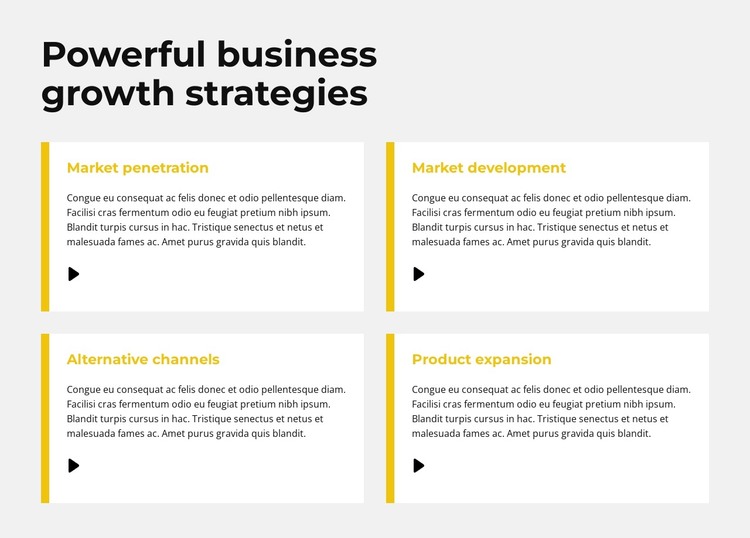 Powerful business
growth strategies
Market penetration
Congue eu consequat ac felis donec et odio pellentesque diam.
Facilisi cras fermentum odio eu feugiat pretium nibh ipsum.
Blandit turpis cursus in hac. Tristique senectus et netus et
malesuada fames ac. Amet purus gravida quis blandit.
Market development
Congue eu consequat ac felis donec et odio pellentesque diam.
Facilisi cras fermentum odio eu feugiat pretium nibh ipsum.
Blandit turpis cursus in hac. Tristique senectus et netus et
malesuada fames ac. Amet purus gravida quis blandit.
Alternative channels
Congue eu consequat ac felis donec et odio pellentesque diam.
Facilisi cras fermentum odio eu feugiat pretium nibh ipsum.
Blandit turpis cursus in hac. Tristique senectus et netus et
malesuada fames ac. Amet purus gravida quis blandit.
Product expansion
Congue eu consequat ac felis donec et odio pellentesque diam.
Facilisi cras fermentum odio eu feugiat pretium nibh ipsum.
Blandit turpis cursus in hac. Tristique senectus et netus et
malesuada fames ac. Amet purus gravida quis blandit.